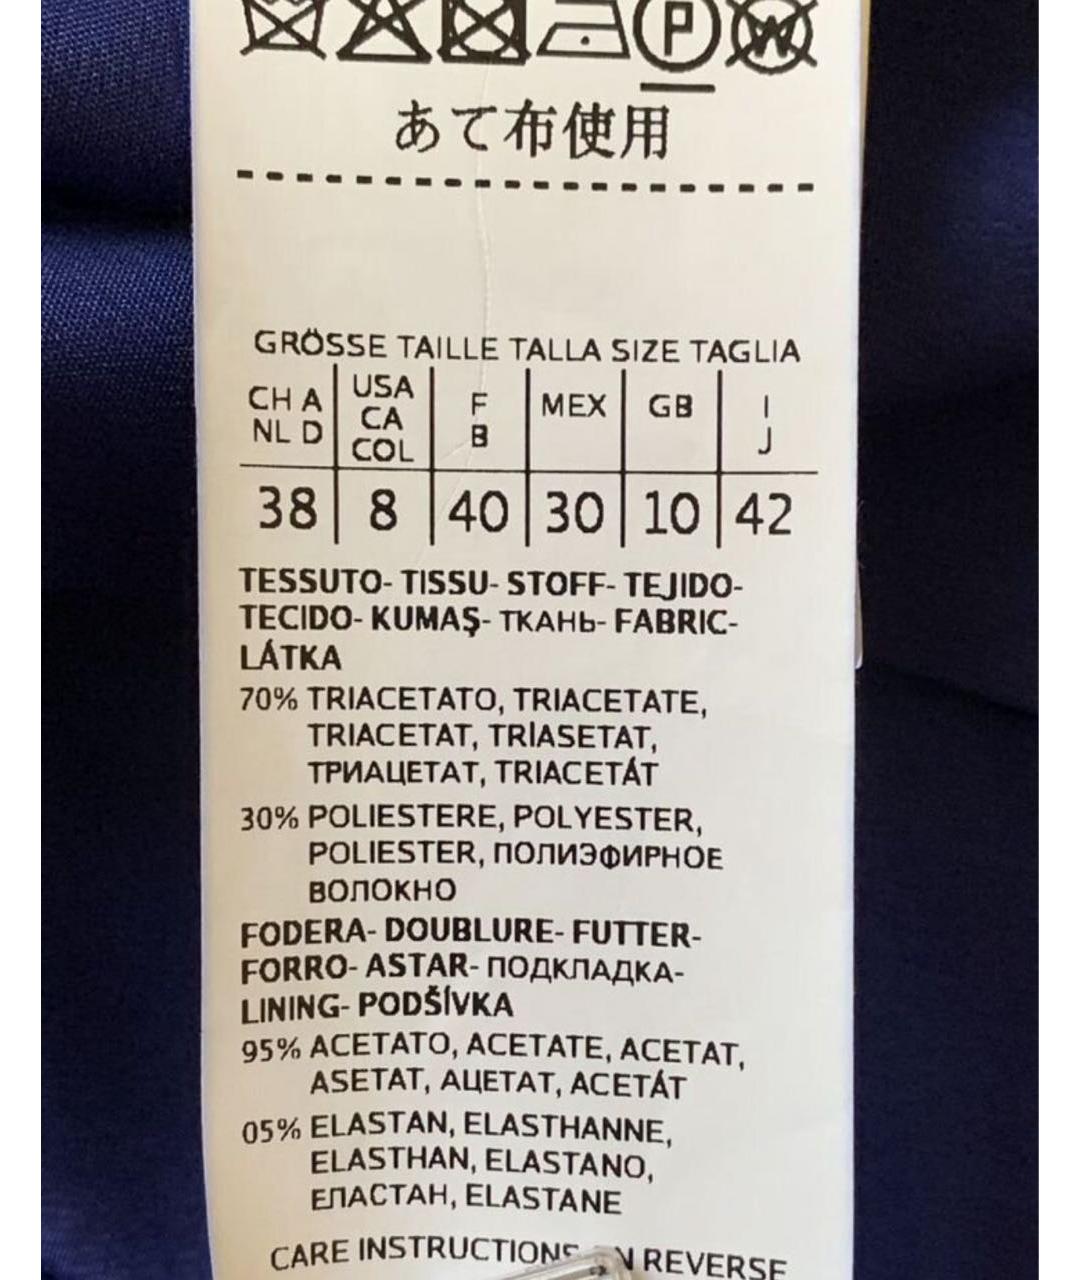 P W
あて布使用
GRÖSSE TAILLE TALLA SIZE TAGLIA
CH A NL D USA CA COL F B MEX GB I J
38 8 40 30 10 42
TESSUTO- TISSU- STOFF- TEJIDO-
TECIDO- KUMAŞ- ТКАНЬ- FABRIC-
LÁTKA
70% TRIACETATO, TRIACETATE,
TRIACETAT, TRİASETAT,
ТРИАЦЕТАТ, TRIACETÁT
30% POLIESTERE, POLYESTER,
POLIESTER, ПОЛИЭФИРНОЕ
ВОЛОКНО
FODERA- DOUBLURE- FUTTER-
FORRO- ASTAR- ПОДКЛАДКА-
LINING- PODŠÍVKA
95% ACETATO, ACETATE, ACETAT,
ASETAT, АЦЕТАТ, ACETÁT
05% ELASTAN, ELASTHANNE,
ELASTHAN, ELASTANO,
ЕЛАСТАН, ELASTANE
CARE INSTRUCTIONS REVERSE